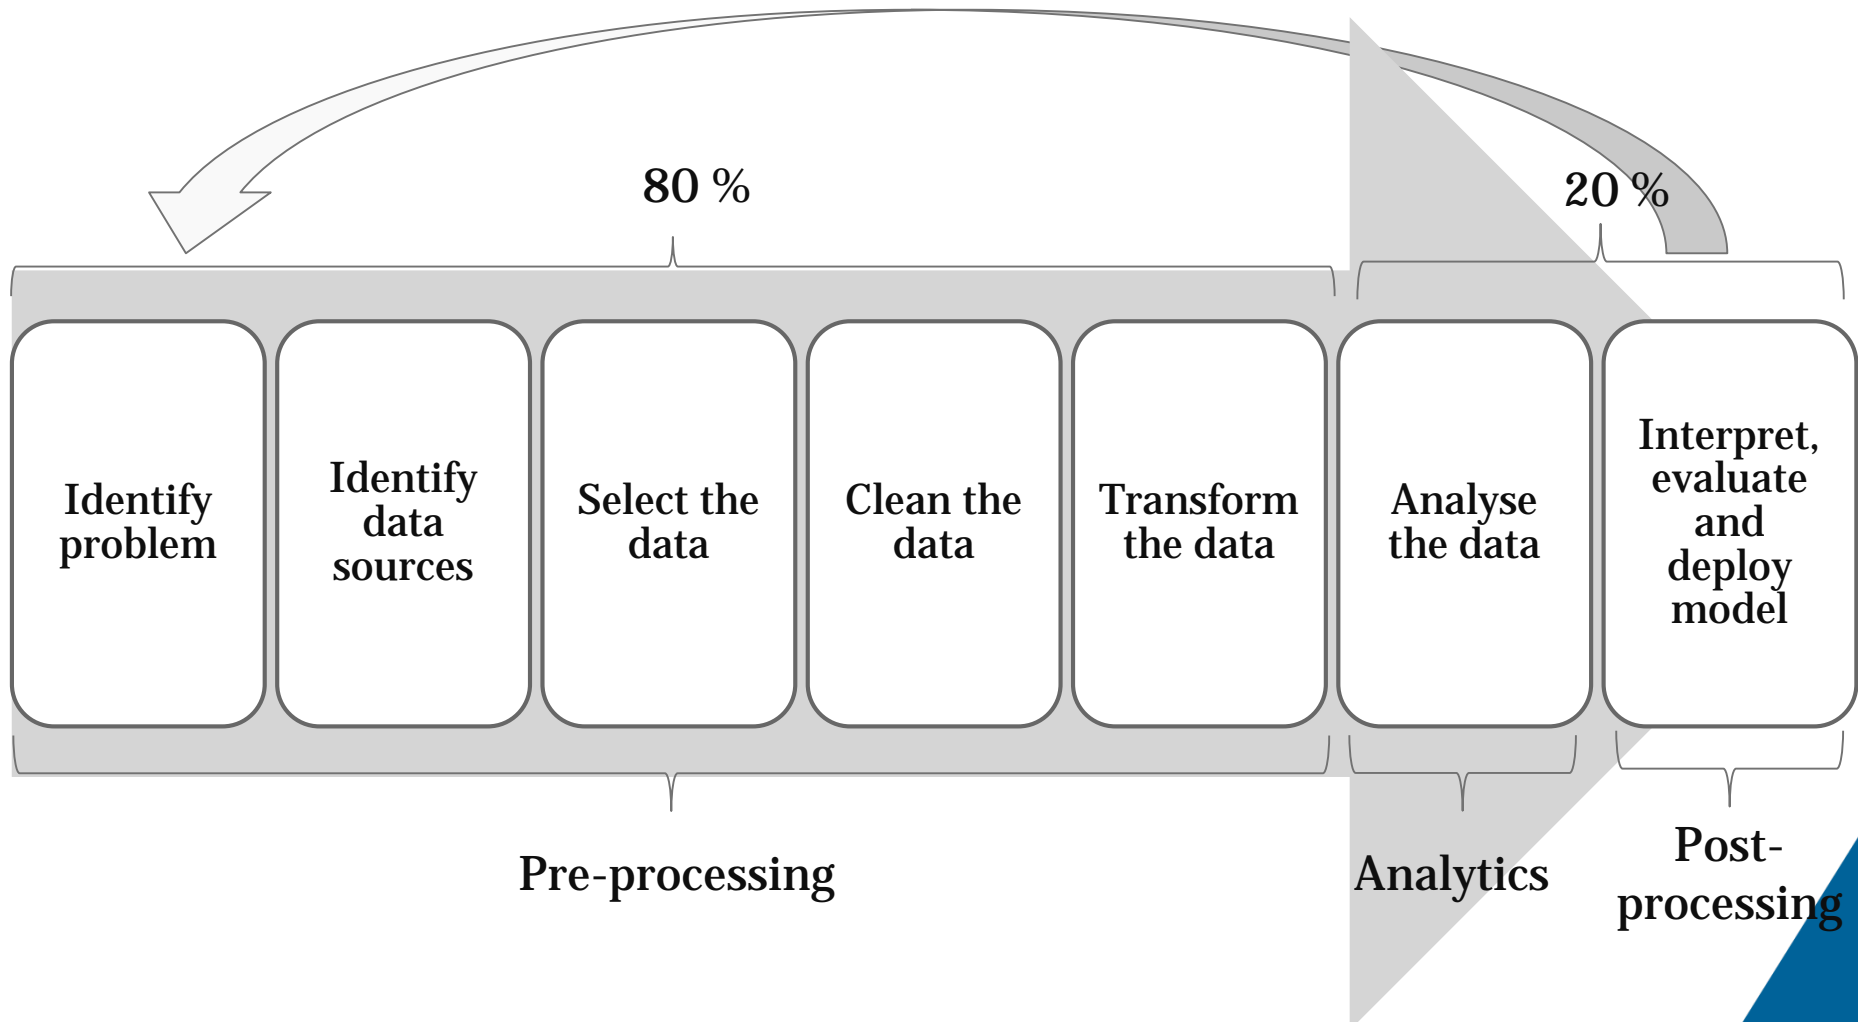 80 %
20 %
Identify
problem
Identify
data
sources
Select the
data
Clean the
data
Transform
the data
Analyse
the data
Interpret,
evaluate
and
deploy
model
Pre-processing
Analytics
Post-
processing